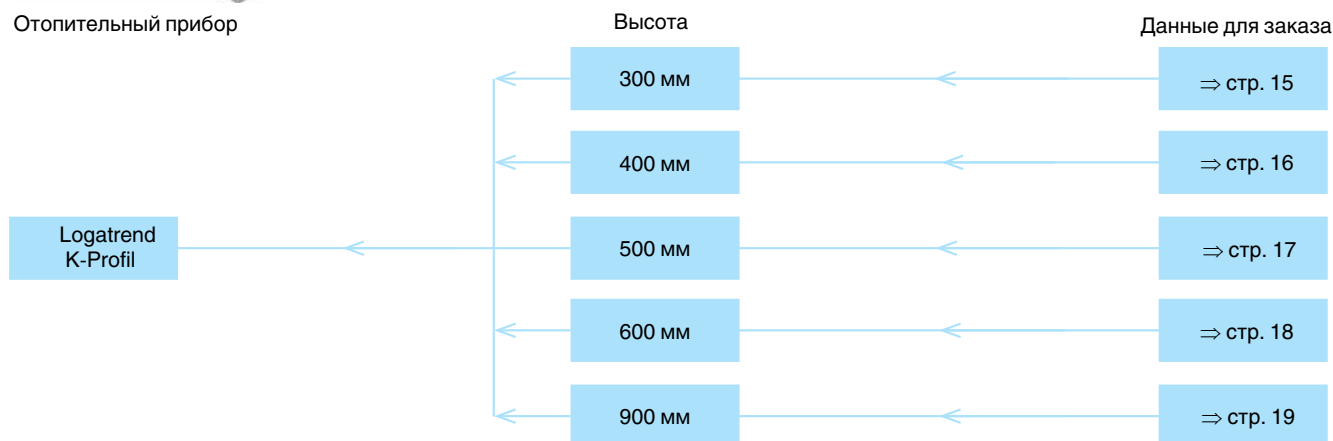 Отопительный прибор
Высота
Данные для заказа
300 мм
⇒ стр. 15
400 мм
⇒ стр. 16
Logatrend
K-Profil
500 мм
⇒ стр. 17
600 мм
⇒ стр. 18
900 мм
⇒ стр. 19